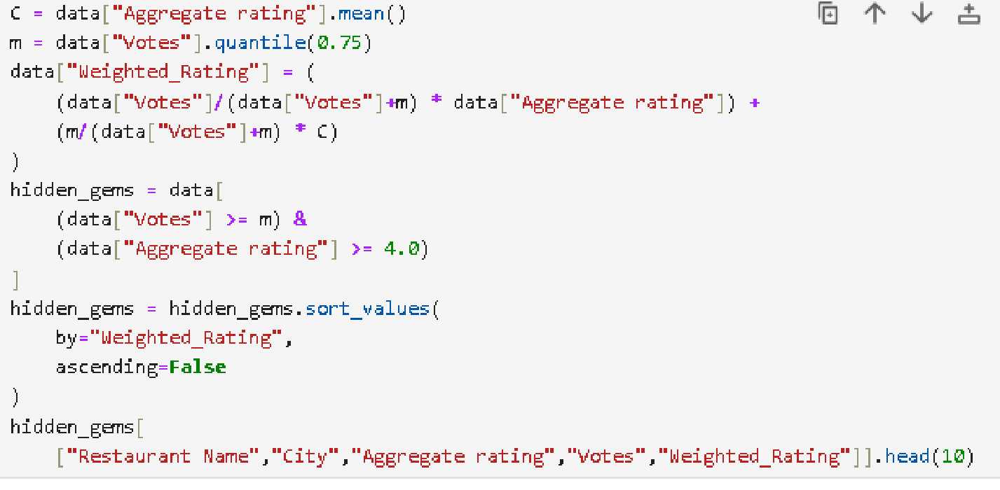 C = data["Aggregate rating"].mean()
m = data["Votes"].quantile(0.75)
data["Weighted_Rating"] = (
    (data["Votes"]/(data["Votes"]+m) * data["Aggregate rating"]) +
    (m/(data["Votes"]+m) * C)
)
hidden_gems = data[
    (data["Votes"] >= m) &
    (data["Aggregate rating"] >= 4.0)
]
hidden_gems = hidden_gems.sort_values(
    by="Weighted_Rating",
    ascending=False
)
hidden_gems[
    ["Restaurant Name","City","Aggregate rating","Votes","Weighted_Rating"]].head(10)